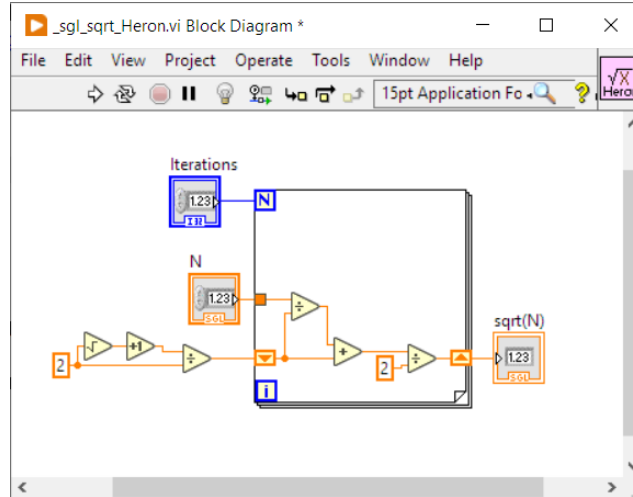 _sgl_sqrt_Heron.vi Block Diagram *
File Edit View Project Operate Tools Window Help
15pt Application Fo
?
√X
Heron
Iterations
1.23
N
N
1.23
SGL
sqrt(N)
√
+1
÷
÷
+
÷
2
2
1.23
SGL
i